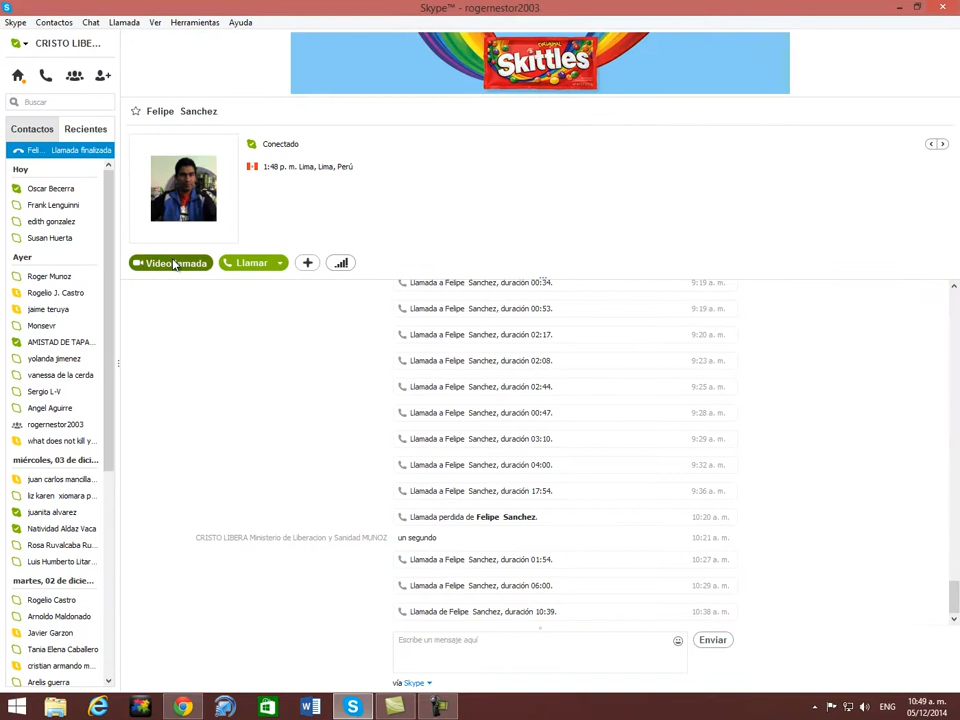 Skype™ - rogernestor2003
Skype Contactos Chat Llamada Ver Herramientas Ayuda
CRISTO LIBE...
ORIGINAL
Skittles
Buscar
Felipe Sanchez
Contactos Recientes
Conectado
Feli... Llamada finalizada
1:48 p. m. Lima, Lima, Perú
Hoy
Oscar Becerra
Frank Lenguinni
edith gonzalez
Susan Huerta
Ayer
Videollamada Llamar
Roger Munoz
Rogelio J. Castro
jaime teruya
Monsevr
AMISTAD DE TAPA...
yolanda jimenez
vanessa de la cerda
Sergio L-V
Angel Aguirre
rogernestor2003
what does not kill y...
miércoles, 03 de dici...
juan carlos mancilla...
liz karen xiomara p...
juanita alvarez
Natividad Aldaz Vaca
Rosa Ruvalcaba Ru...
Luis Humberto Litar...
martes, 02 de dicie...
Rogelio Castro
Arnoldo Maldonado
Javier Garzon
Tania Elena Caballero
cristian armando m...
Arelis guerra
Llamada a Felipe Sanchez, duración 00:34. 9:19 a. m.
Llamada a Felipe Sanchez, duración 00:53. 9:19 a. m.
Llamada a Felipe Sanchez, duración 02:17. 9:20 a. m.
Llamada a Felipe Sanchez, duración 02:08. 9:23 a. m.
Llamada a Felipe Sanchez, duración 02:44. 9:25 a. m.
Llamada a Felipe Sanchez, duración 00:47. 9:28 a. m.
Llamada a Felipe Sanchez, duración 03:10. 9:29 a. m.
Llamada a Felipe Sanchez, duración 04:00. 9:32 a. m.
Llamada a Felipe Sanchez, duración 17:54. 9:36 a. m.
Llamada perdida de Felipe Sanchez. 10:20 a. m.
CRISTO LIBERA Ministerio de Liberacion y Sanidad MUNOZ un segundo 10:21 a. m.
Llamada a Felipe Sanchez, duración 01:54. 10:27 a. m.
Llamada a Felipe Sanchez, duración 06:00. 10:29 a. m.
Llamada de Felipe Sanchez, duración 10:39. 10:38 a. m.
Escribe un mensaje aquí Enviar
vía Skype
ENG
10:49 a. m.
05/12/2014